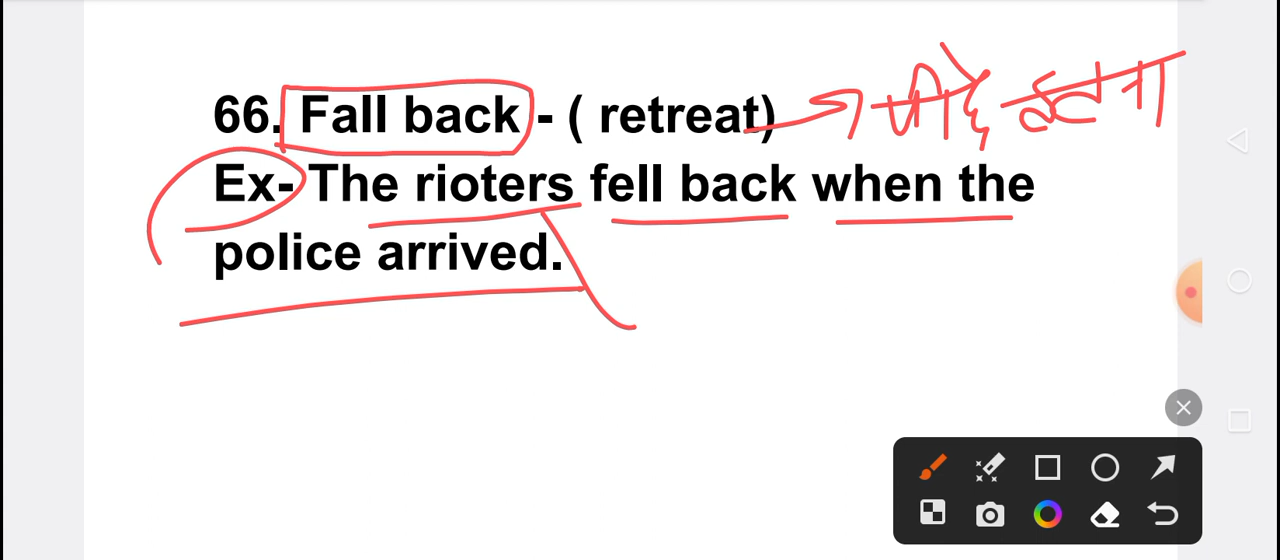 66. Fall back - ( retreat) → पीछे हटना
Ex- The rioters fell back when the
police arrived.